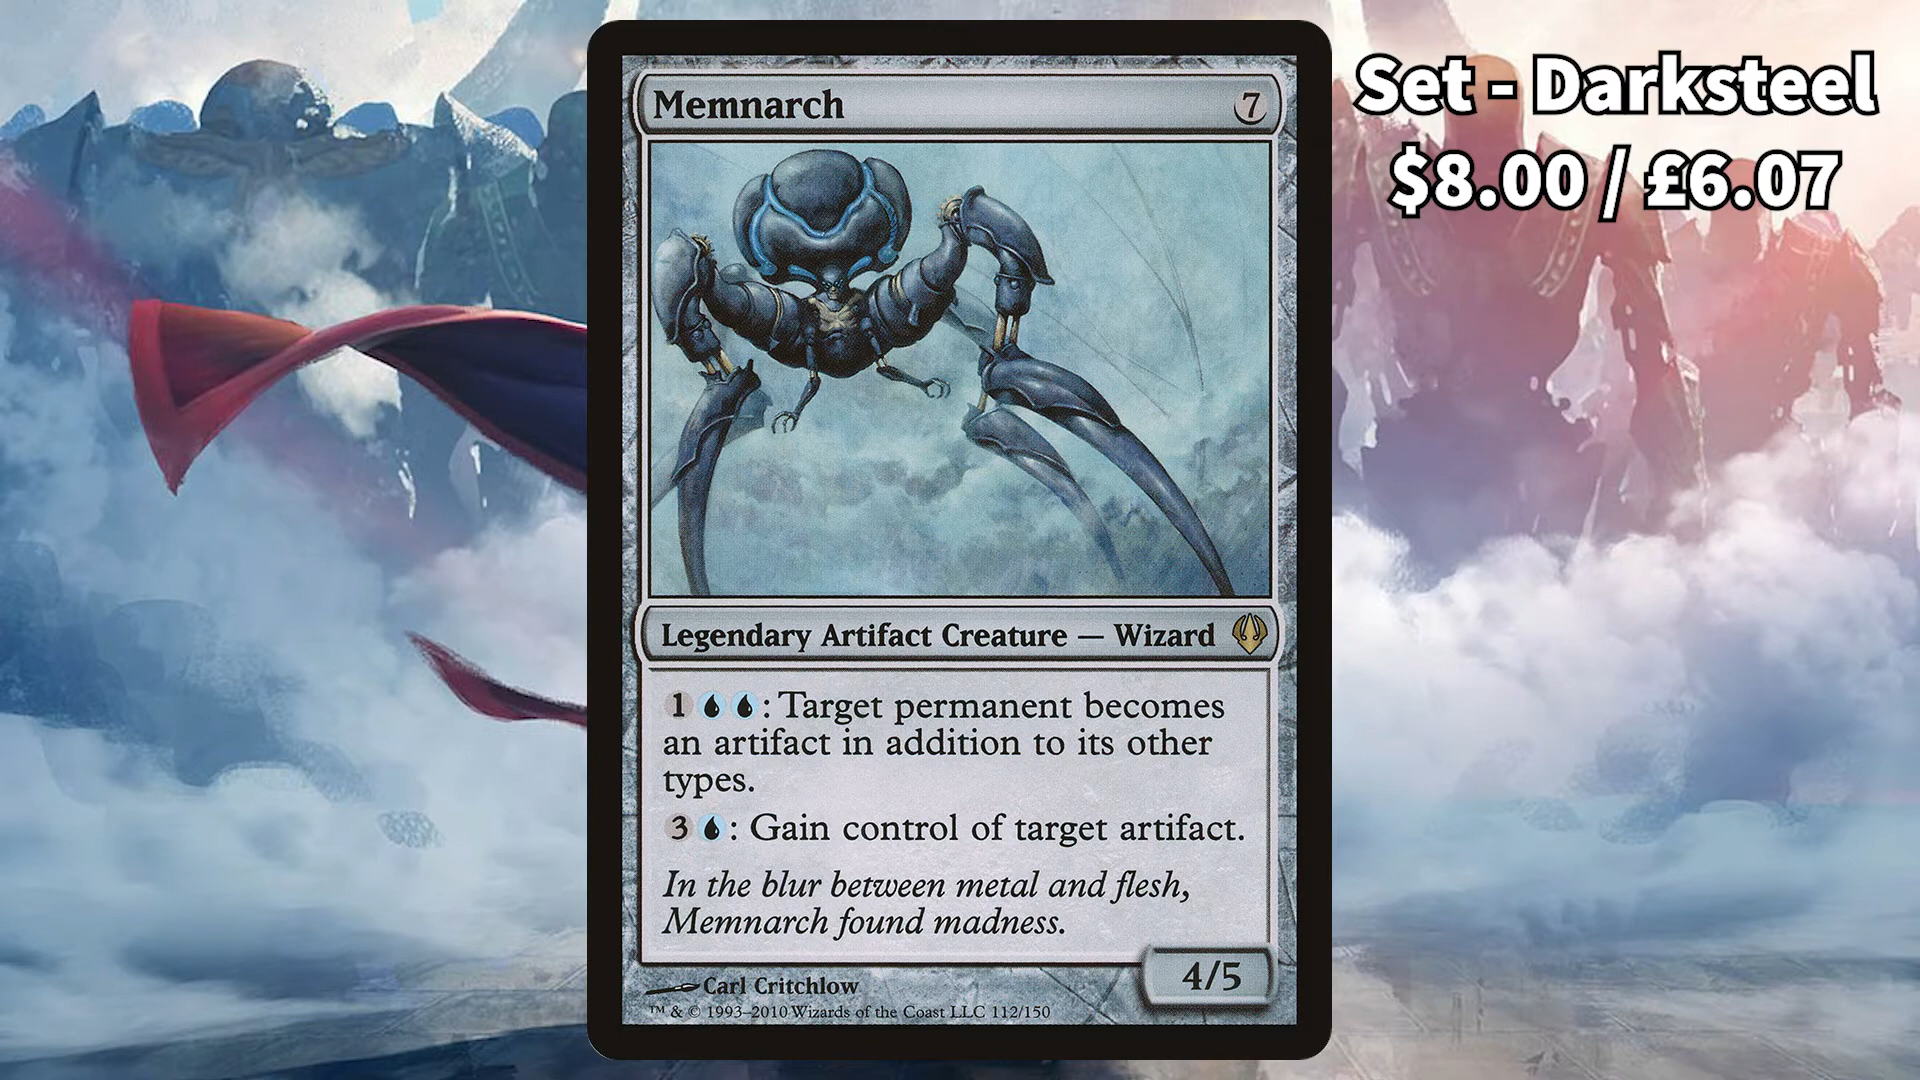 Memnarch 7
Set - Darksteel
$8.00 / £6.07
Legendary Artifact Creature — Wizard
1: Target permanent becomes
an artifact in addition to its other
types.
3: Gain control of target artifact.
In the blur between metal and flesh,
Memnarch found madness.
4/5
Carl Critchlow
™ & © 1993–2010 Wizards of the Coast LLC 112/150